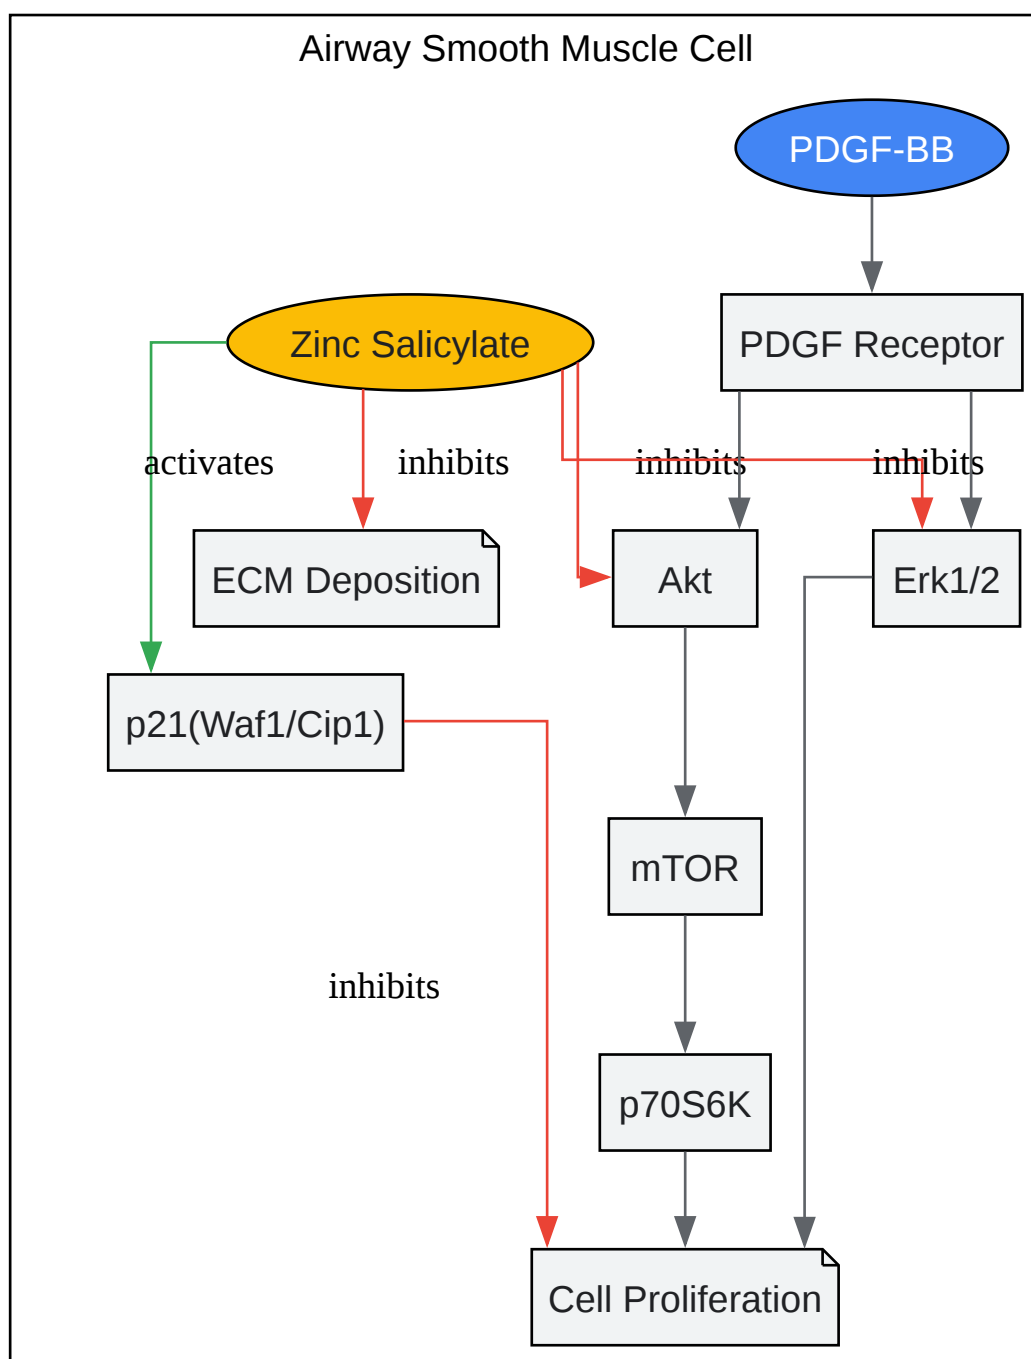 Airway Smooth Muscle Cell
PDGF-BB
Zinc Salicylate
PDGF Receptor
activates
inhibits
inhibits
inhibits
ECM Deposition
Akt
Erk1/2
p21(Waf1/Cip1)
mTOR
inhibits
p70S6K
Cell Proliferation